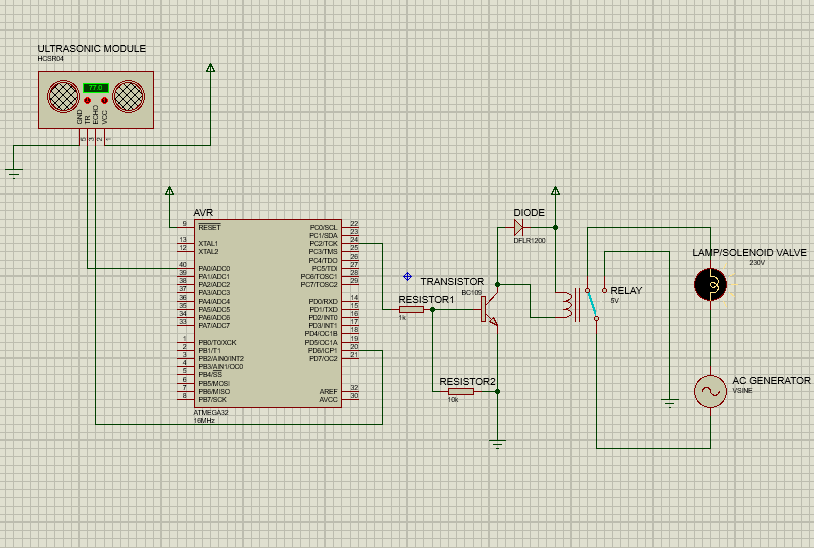 ULTRASONIC MODULE
HCSR04
77.0
GND
TR
ECHO
VCC
AVR
9 RESET
13 XTAL1
12 XTAL2
40 PA0/ADC0
39 PA1/ADC1
38 PA2/ADC2
37 PA3/ADC3
36 PA4/ADC4
35 PA5/ADC5
34 PA6/ADC6
33 PA7/ADC7
1 PB0/T0/XCK
2 PB1/T1
3 PB2/AIN0/INT2
4 PB3/AIN1/OC0
5 PB4/SS
6 PB5/MOSI
7 PB6/MISO
8 PB7/SCK
PC0/SCL 22
PC1/SDA 23
PC2/TCK 24
PC3/TMS 25
PC4/TDO 26
PC5/TDI 27
PC6/TOSC1 28
PC7/TOSC2 29
PD0/RXD 14
PD1/TXD 15
PD2/INT0 16
PD3/INT1 17
PD4/OC1B 18
PD5/OC1A 19
PD6/ICP1 20
PD7/OC2 21
AREF 32
AVCC 30
ATMEGA32
16MHz
RESISTOR1
1k
TRANSISTOR
BC109
RESISTOR2
10k
DIODE
DFLR1200
RELAY
5V
LAMP/SOLENOID VALVE
230V
AC GENERATOR
VSINE